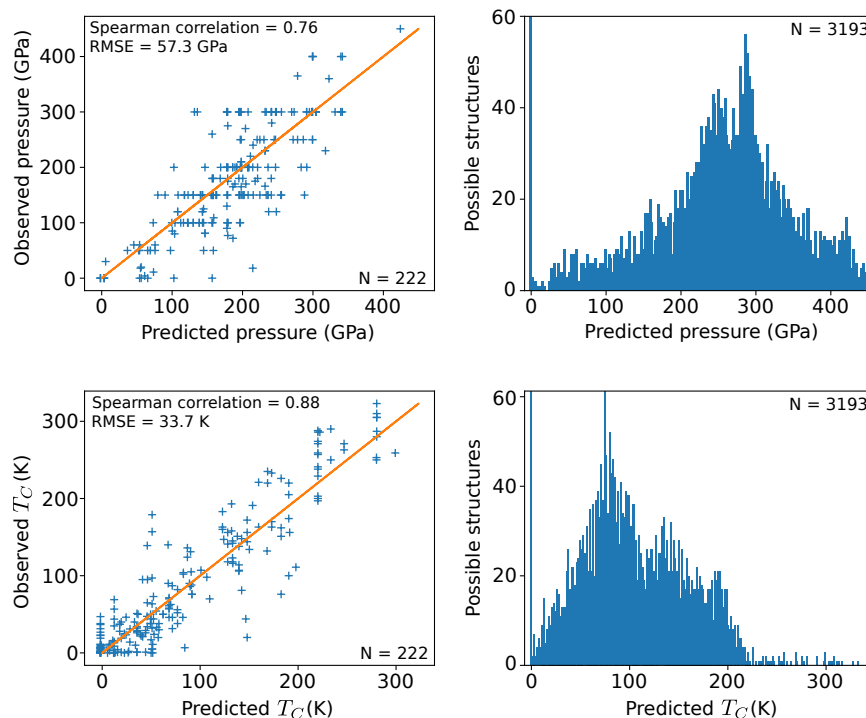 Spearman correlation = 0.76
RMSE = 57.3 GPa
N = 222
Observed pressure (GPa)
400
300
200
100
0
0 100 200 300 400
Predicted pressure (GPa)
N = 3193
Possible structures
60
40
20
0
0 100 200 300 400
Predicted pressure (GPa)
Spearman correlation = 0.88
RMSE = 33.7 K
N = 222
Observed T_C (K)
300
200
100
0
0 100 200 300
Predicted T_C (K)
N = 3193
Possible structures
60
40
20
0
0 100 200 300
Predicted T_C (K)